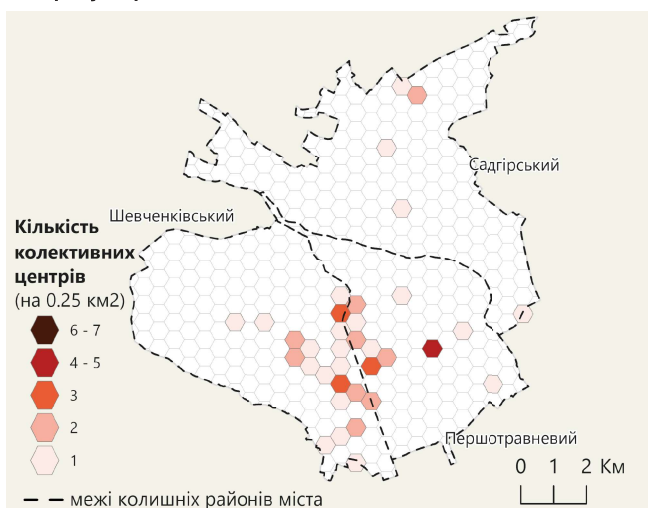 Садгірський
Шевченківський
Кількість
колективних
центрів
(на 0.25 км2)
6 - 7
4 - 5
3
2
1
Першотравневий
0 1 2 Км
межі колишніх районів міста